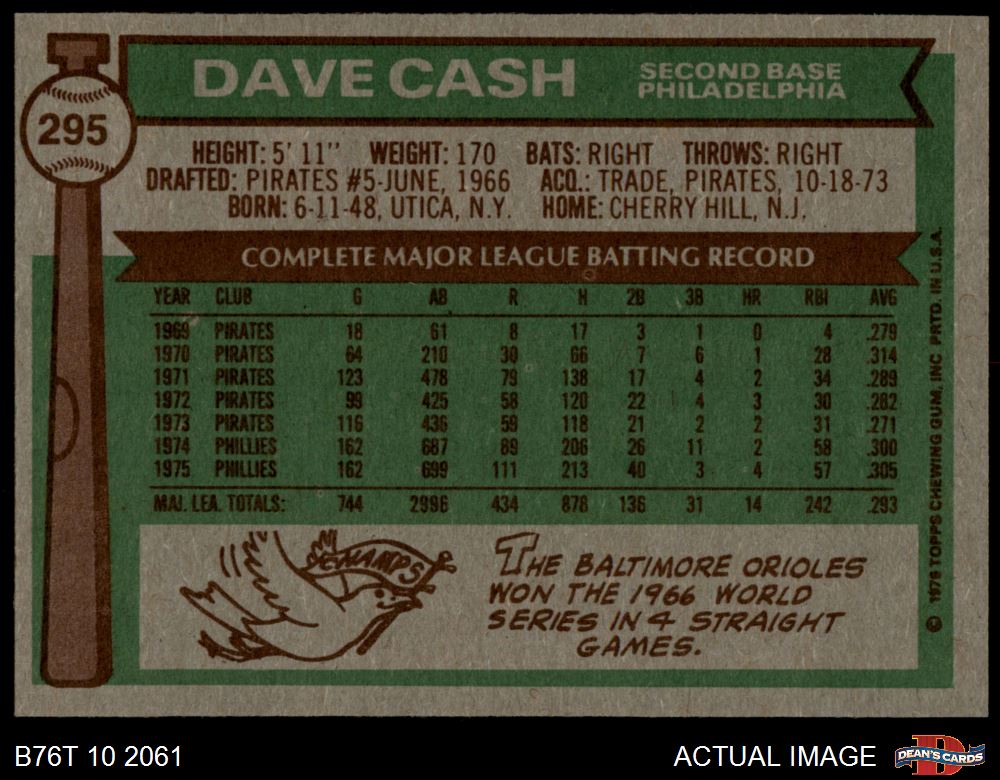 DAVE CASH
SECOND BASE
PHILADELPHIA
295
HEIGHT: 5' 11" WEIGHT: 170 BATS: RIGHT THROWS: RIGHT
DRAFTED: PIRATES #5-JUNE, 1966 ACQ.: TRADE, PIRATES, 10-18-73
BORN: 6-11-48, UTICA, N.Y. HOME: CHERRY HILL, N.J.
COMPLETE MAJOR LEAGUE BATTING RECORD
YEAR CLUB G AB R H 2B 3B HR RBI AVG
1969 PIRATES 18 61 8 17 3 1 0 4 .279
1970 PIRATES 64 210 30 66 7 6 1 28 .314
1971 PIRATES 123 478 79 138 17 4 2 34 .289
1972 PIRATES 99 425 58 120 22 4 3 30 .282
1973 PIRATES 116 436 59 118 21 2 2 31 .271
1974 PHILLIES 162 687 89 206 26 11 2 58 .300
1975 PHILLIES 162 699 111 213 40 3 4 57 .305
MAJ. LEA. TOTALS: 744 2996 434 878 136 31 14 242 .293
CHAMPS
THE BALTIMORE ORIOLES
WON THE 1966 WORLD
SERIES IN 4 STRAIGHT
GAMES.
© 1976 TOPPS CHEWING GUM, INC PRTD. IN U.S.A.
B76T 10 2061
ACTUAL IMAGE
D
DEAN'S CARDS